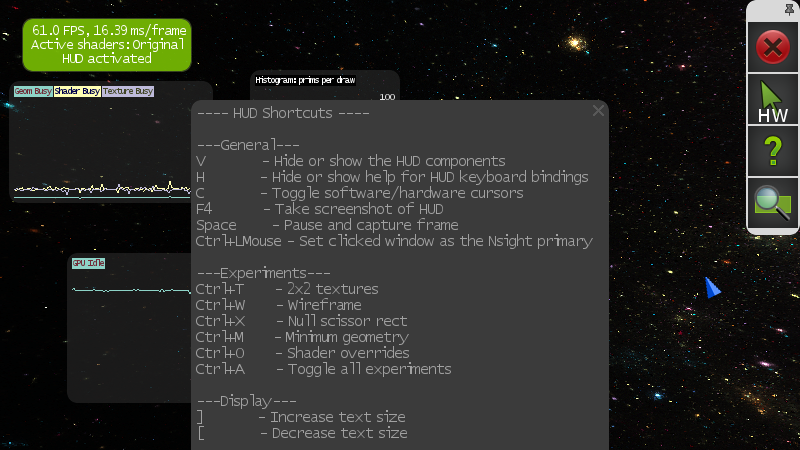 61.0 FPS, 16.39 ms/frame
Active shaders: Original
HUD activated
Geom Busy Shader Busy Texture Busy
Histogram: prims per draw
100
GPU Idle
HW
?
---- HUD Shortcuts ----
---General---
V - Hide or show the HUD components
H - Hide or show help for HUD keyboard bindings
C - Toggle software/hardware cursors
F4 - Take screenshot of HUD
Space - Pause and capture frame
Ctrl+LMouse - Set clicked window as the Nsight primary
---Experiments---
Ctrl+T - 2x2 textures
Ctrl+W - Wireframe
Ctrl+X - Null scissor rect
Ctrl+M - Minimum geometry
Ctrl+O - Shader overrides
Ctrl+A - Toggle all experiments
---Display---
] - Increase text size
[ - Decrease text size